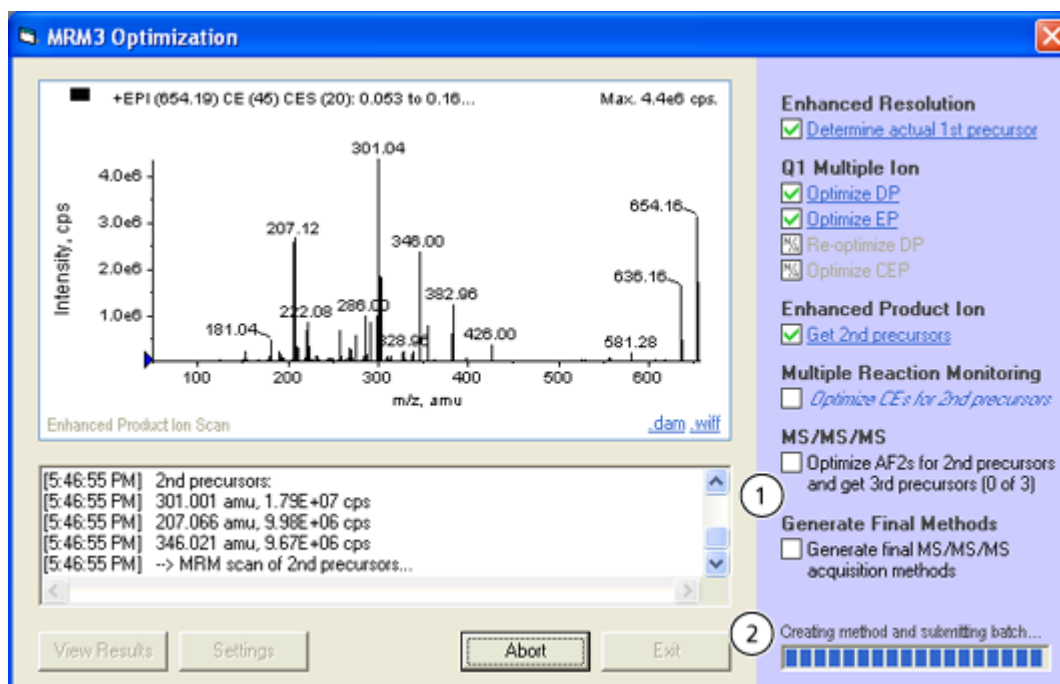 MRM3 Optimization
+EPI (654.19) CE (45) CES (20): 0.053 to 0.16...
Max. 4.4e6 cps.
Intensity, cps
4.0e6
3.0e6
2.0e6
1.0e6
301.04
654.16
207.12
346.00
636.16
382.96
222.08
286.00
181.04
328.96
426.00
581.28
100
200
300
400
500
600
m/z, amu
Enhanced Product Ion Scan
.dam .wiff
[5:46:55 PM] 2nd precursors:
[5:46:55 PM] 301.001 amu, 1.79E+07 cps
[5:46:55 PM] 207.066 amu, 9.98E+06 cps
[5:46:55 PM] 346.021 amu, 9.67E+06 cps
[5:46:55 PM] --> MRM scan of 2nd precursors...
View Results
Settings
Abort
Exit
Enhanced Resolution
Determine actual 1st precursor
Q1 Multiple Ion
Optimize DP
Optimize EP
N/A Re-optimize DP
N/A Optimize CEP
Enhanced Product Ion
Get 2nd precursors
Multiple Reaction Monitoring
Optimize CEs for 2nd precursors
MS/MS/MS
1
Optimize AF2s for 2nd precursors
and get 3rd precursors (0 of 3)
Generate Final Methods
Generate final MS/MS/MS
acquisition methods
2
Creating method and submitting batch...